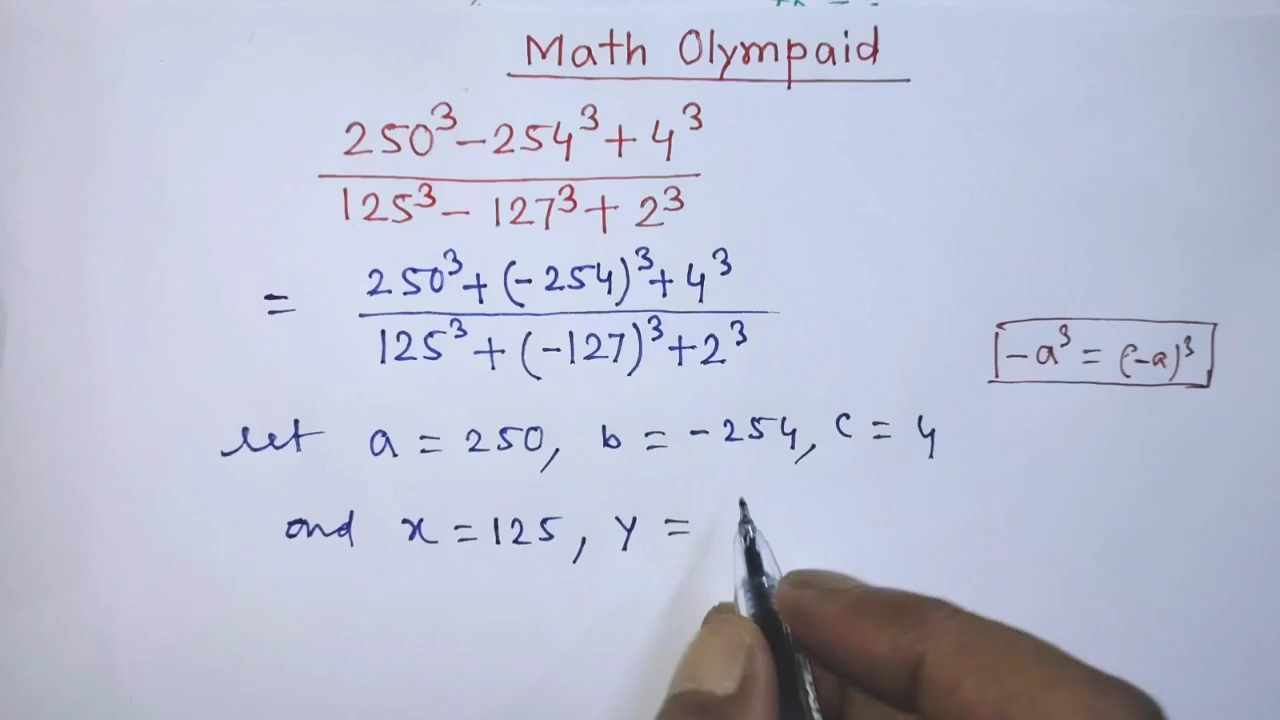 Math Olympaid
250³ - 254³ + 4³
125³ - 127³ + 2³
= 250³ + (-254)³ + 4³
125³ + (-127)³ + 2³
-a³ = (-a)³
let a = 250, b = -254, c = 4
and x = 125, y =